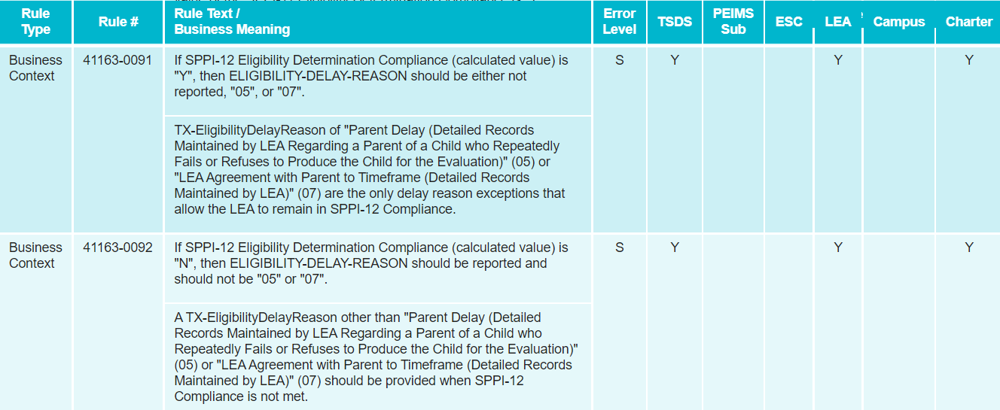 Rule Type
Rule #
Rule Text /
Business Meaning
Error Level
TSDS
PEIMS Sub
ESC
LEA
Campus
Charter
Business Context
41163-0091
If SPPI-12 Eligibility Determination Compliance (calculated value) is
"Y", then ELIGIBILITY-DELAY-REASON should be either not
reported, "05", or "07".
S
Y
Y
Y
TX-EligibilityDelayReason of "Parent Delay (Detailed Records
Maintained by LEA Regarding a Parent of a Child who Repeatedly
Fails or Refuses to Produce the Child for the Evaluation)" (05) or
"LEA Agreement with Parent to Timeframe (Detailed Records
Maintained by LEA)" (07) are the only delay reason exceptions that
allow the LEA to remain in SPPI-12 Compliance.
Business Context
41163-0092
If SPPI-12 Eligibility Determination Compliance (calculated value) is
"N", then ELIGIBILITY-DELAY-REASON should be reported and
should not be "05" or "07".
S
Y
Y
Y
A TX-EligibilityDelayReason other than "Parent Delay (Detailed
Records Maintained by LEA Regarding a Parent of a Child who
Repeatedly Fails or Refuses to Produce the Child for the Evaluation)"
(05) or "LEA Agreement with Parent to Timeframe (Detailed Records
Maintained by LEA)" (07) should be provided when SPPI-12
Compliance is not met.